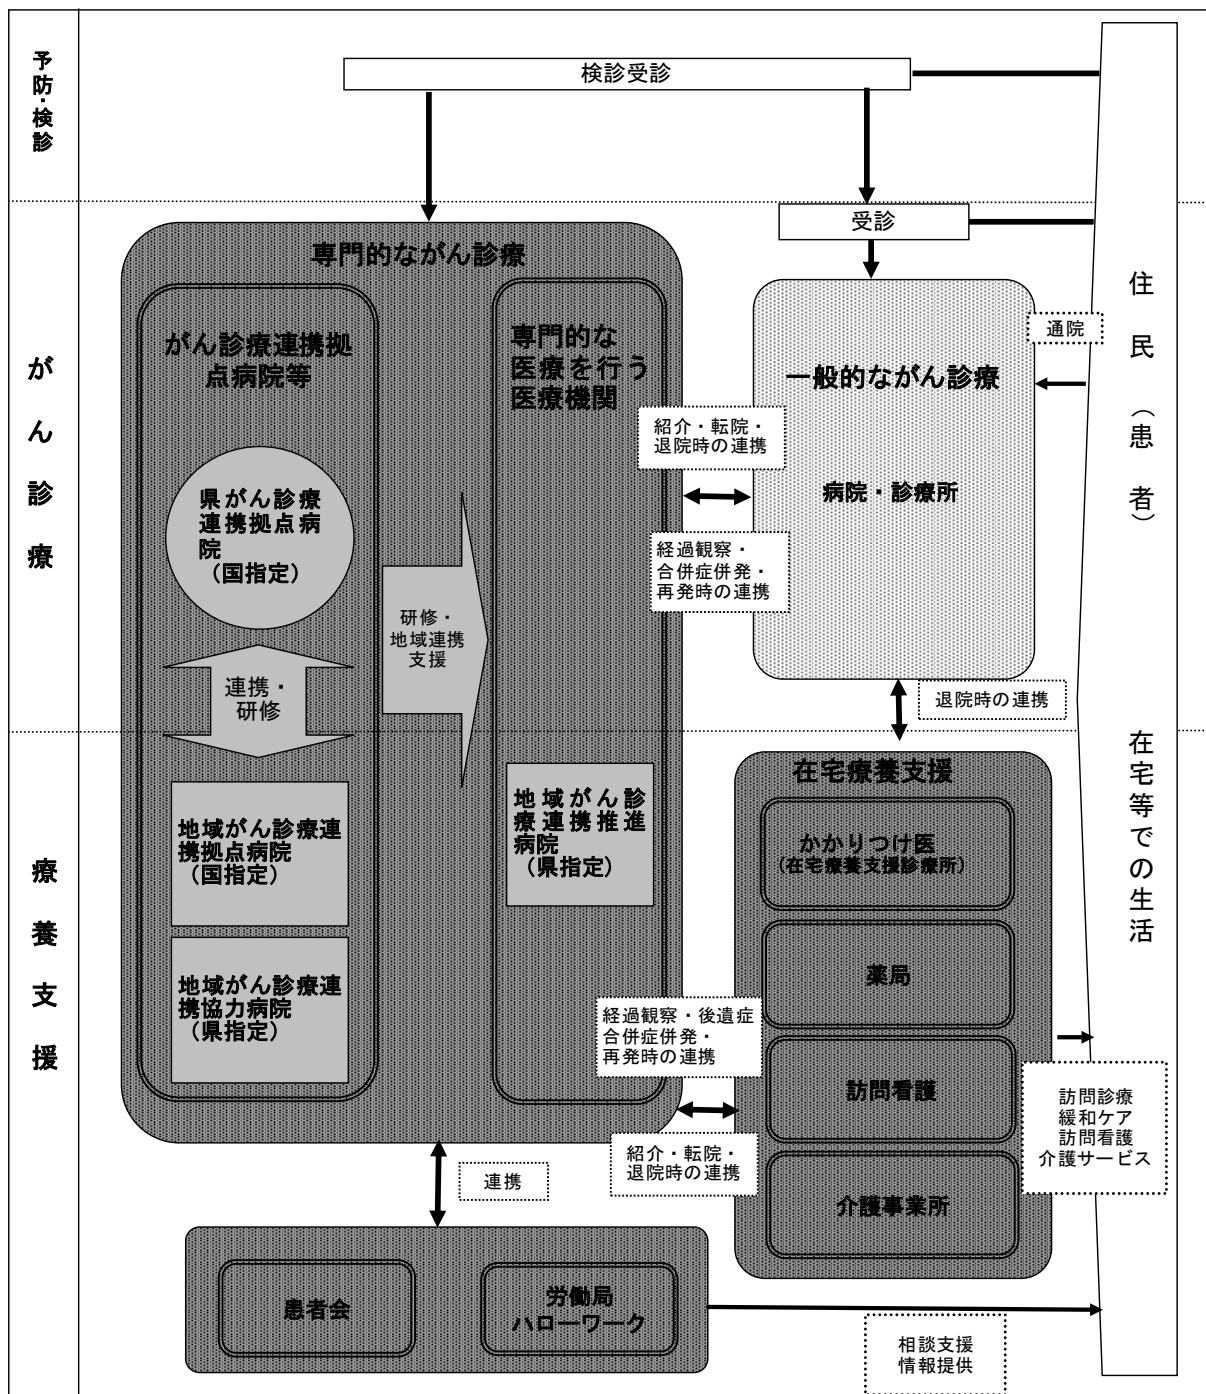 予防・検診
検診受診
がん診療
専門的ながん診療
がん診療連携拠
点病院等
県がん診療
連携拠点病
院
（国指定）
連携・
研修
地域がん診療連
携拠点病院
（国指定）
地域がん診療連
携協力病院
（県指定）
研修・
地域連携
支援
専門的な
医療を行う
医療機関
地域がん診
療連携推進
病院
（県指定）
受診
一般的ながん診療
病院・診療所
通院
紹介・転院・
退院時の連携
経過観察・
合併症併発・
再発時の連携
退院時の連携
住民（患者）
在宅等での生活
療養支援
在宅療養支援
かかりつけ医
（在宅療養支援診療所）
薬局
訪問看護
介護事業所
経過観察・後遺症
合併症併発・
再発時の連携
紹介・転院・
退院時の連携
訪問診療
緩和ケア
訪問看護
介護サービス
連携
患者会
労働局
ハローワーク
相談支援
情報提供